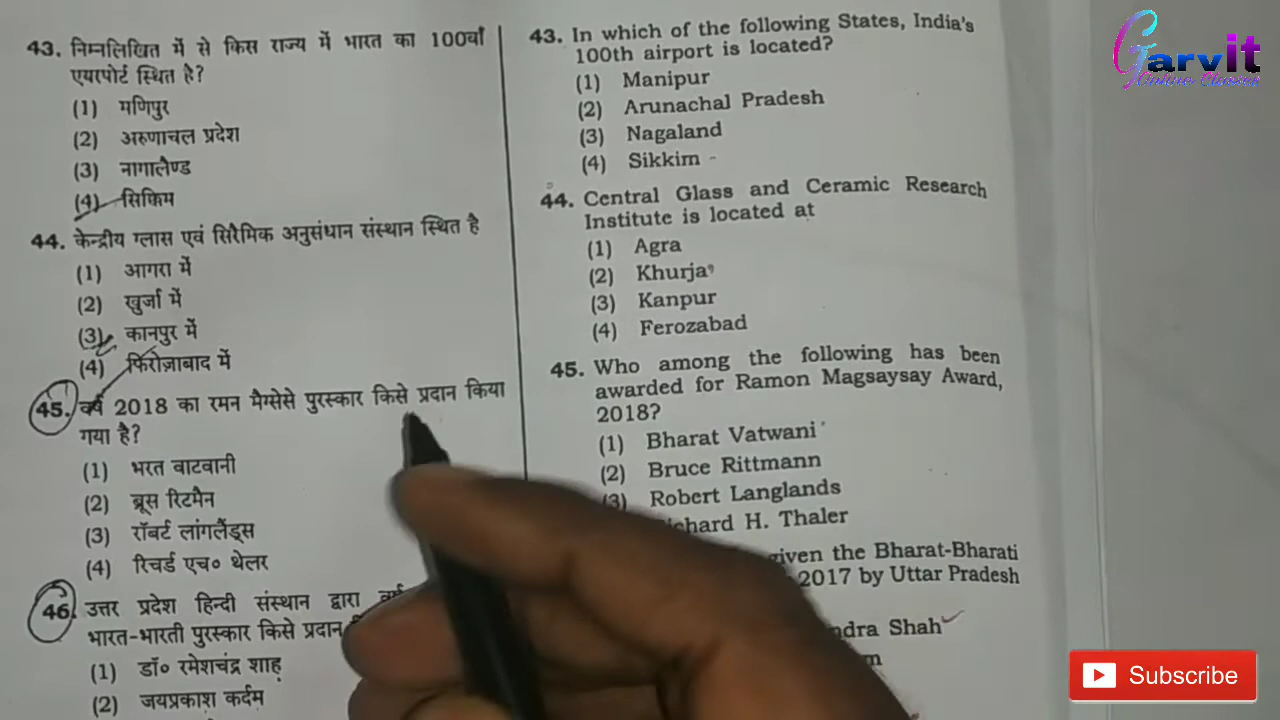 43. निम्नलिखित में से किस राज्य में भारत का 100वाँ
एयरपोर्ट स्थित है?
(1) मणिपुर
(2) अरुणाचल प्रदेश
(3) नागालैण्ड
(4) सिकिम
44. केन्द्रीय ग्लास एवं सिरैमिक अनुसंधान संस्थान स्थित है
(1) आगरा में
(2) खुर्जा में
(3) कानपुर में
(4) फिरोज़ाबाद में
45. वर्ष 2018 का रमन मैग्सेसे पुरस्कार किसे प्रदान किया
गया है?
(1) भरत वाटवानी
(2) ब्रूस रिटमैन
(3) रॉबर्ट लांगलैंड्स
(4) रिचर्ड एच० थेलर
46. उत्तर प्रदेश हिन्दी संस्थान द्वारा
भारत-भारती पुरस्कार किसे प्रदान
(1) डॉ० रमेशचंद्र शाह
(2) जयप्रकाश कर्दम
43. In which of the following States, India's
100th airport is located?
(1) Manipur
(2) Arunachal Pradesh
(3) Nagaland
(4) Sikkim
44. Central Glass and Ceramic Research
Institute is located at
(1) Agra
(2) Khurja
(3) Kanpur
(4) Ferozabad
45. Who among the following has been
awarded for Ramon Magsaysay Award,
2018?
(1) Bharat Vatwani
(2) Bruce Rittmann
(3) Robert Langlands
H. Thaler
given the Bharat-Bharati
2017 by Uttar Pradesh
Shah
Garvit
Online Classes
Subscribe